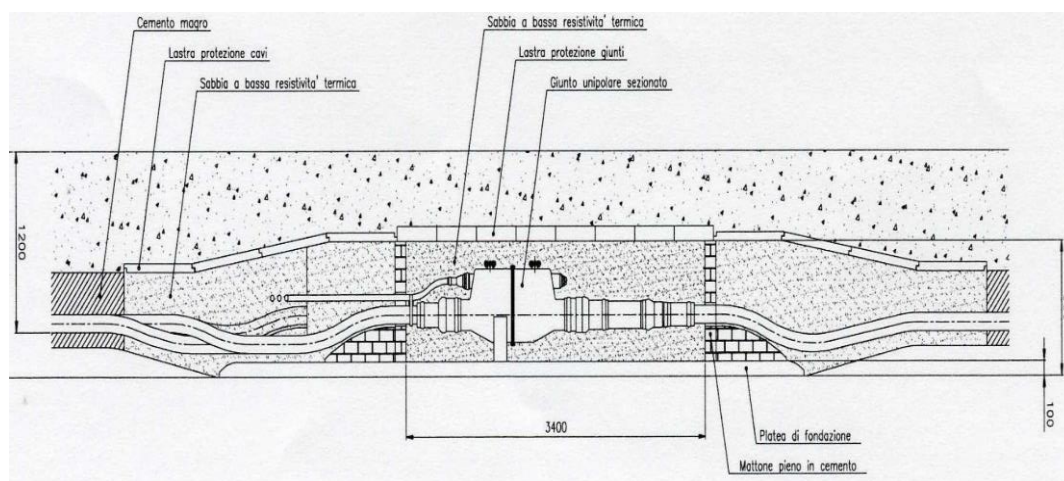 Cemento magro
Lastra protezione cavi
Sabbia a bassa resistivita' termica
Sabbia a bassa resistivita' termica
Lastra protezione giunti
Giunto unipolare sezionato
1200
3400
100
Platea di fondazione
Mattone pieno in cemento